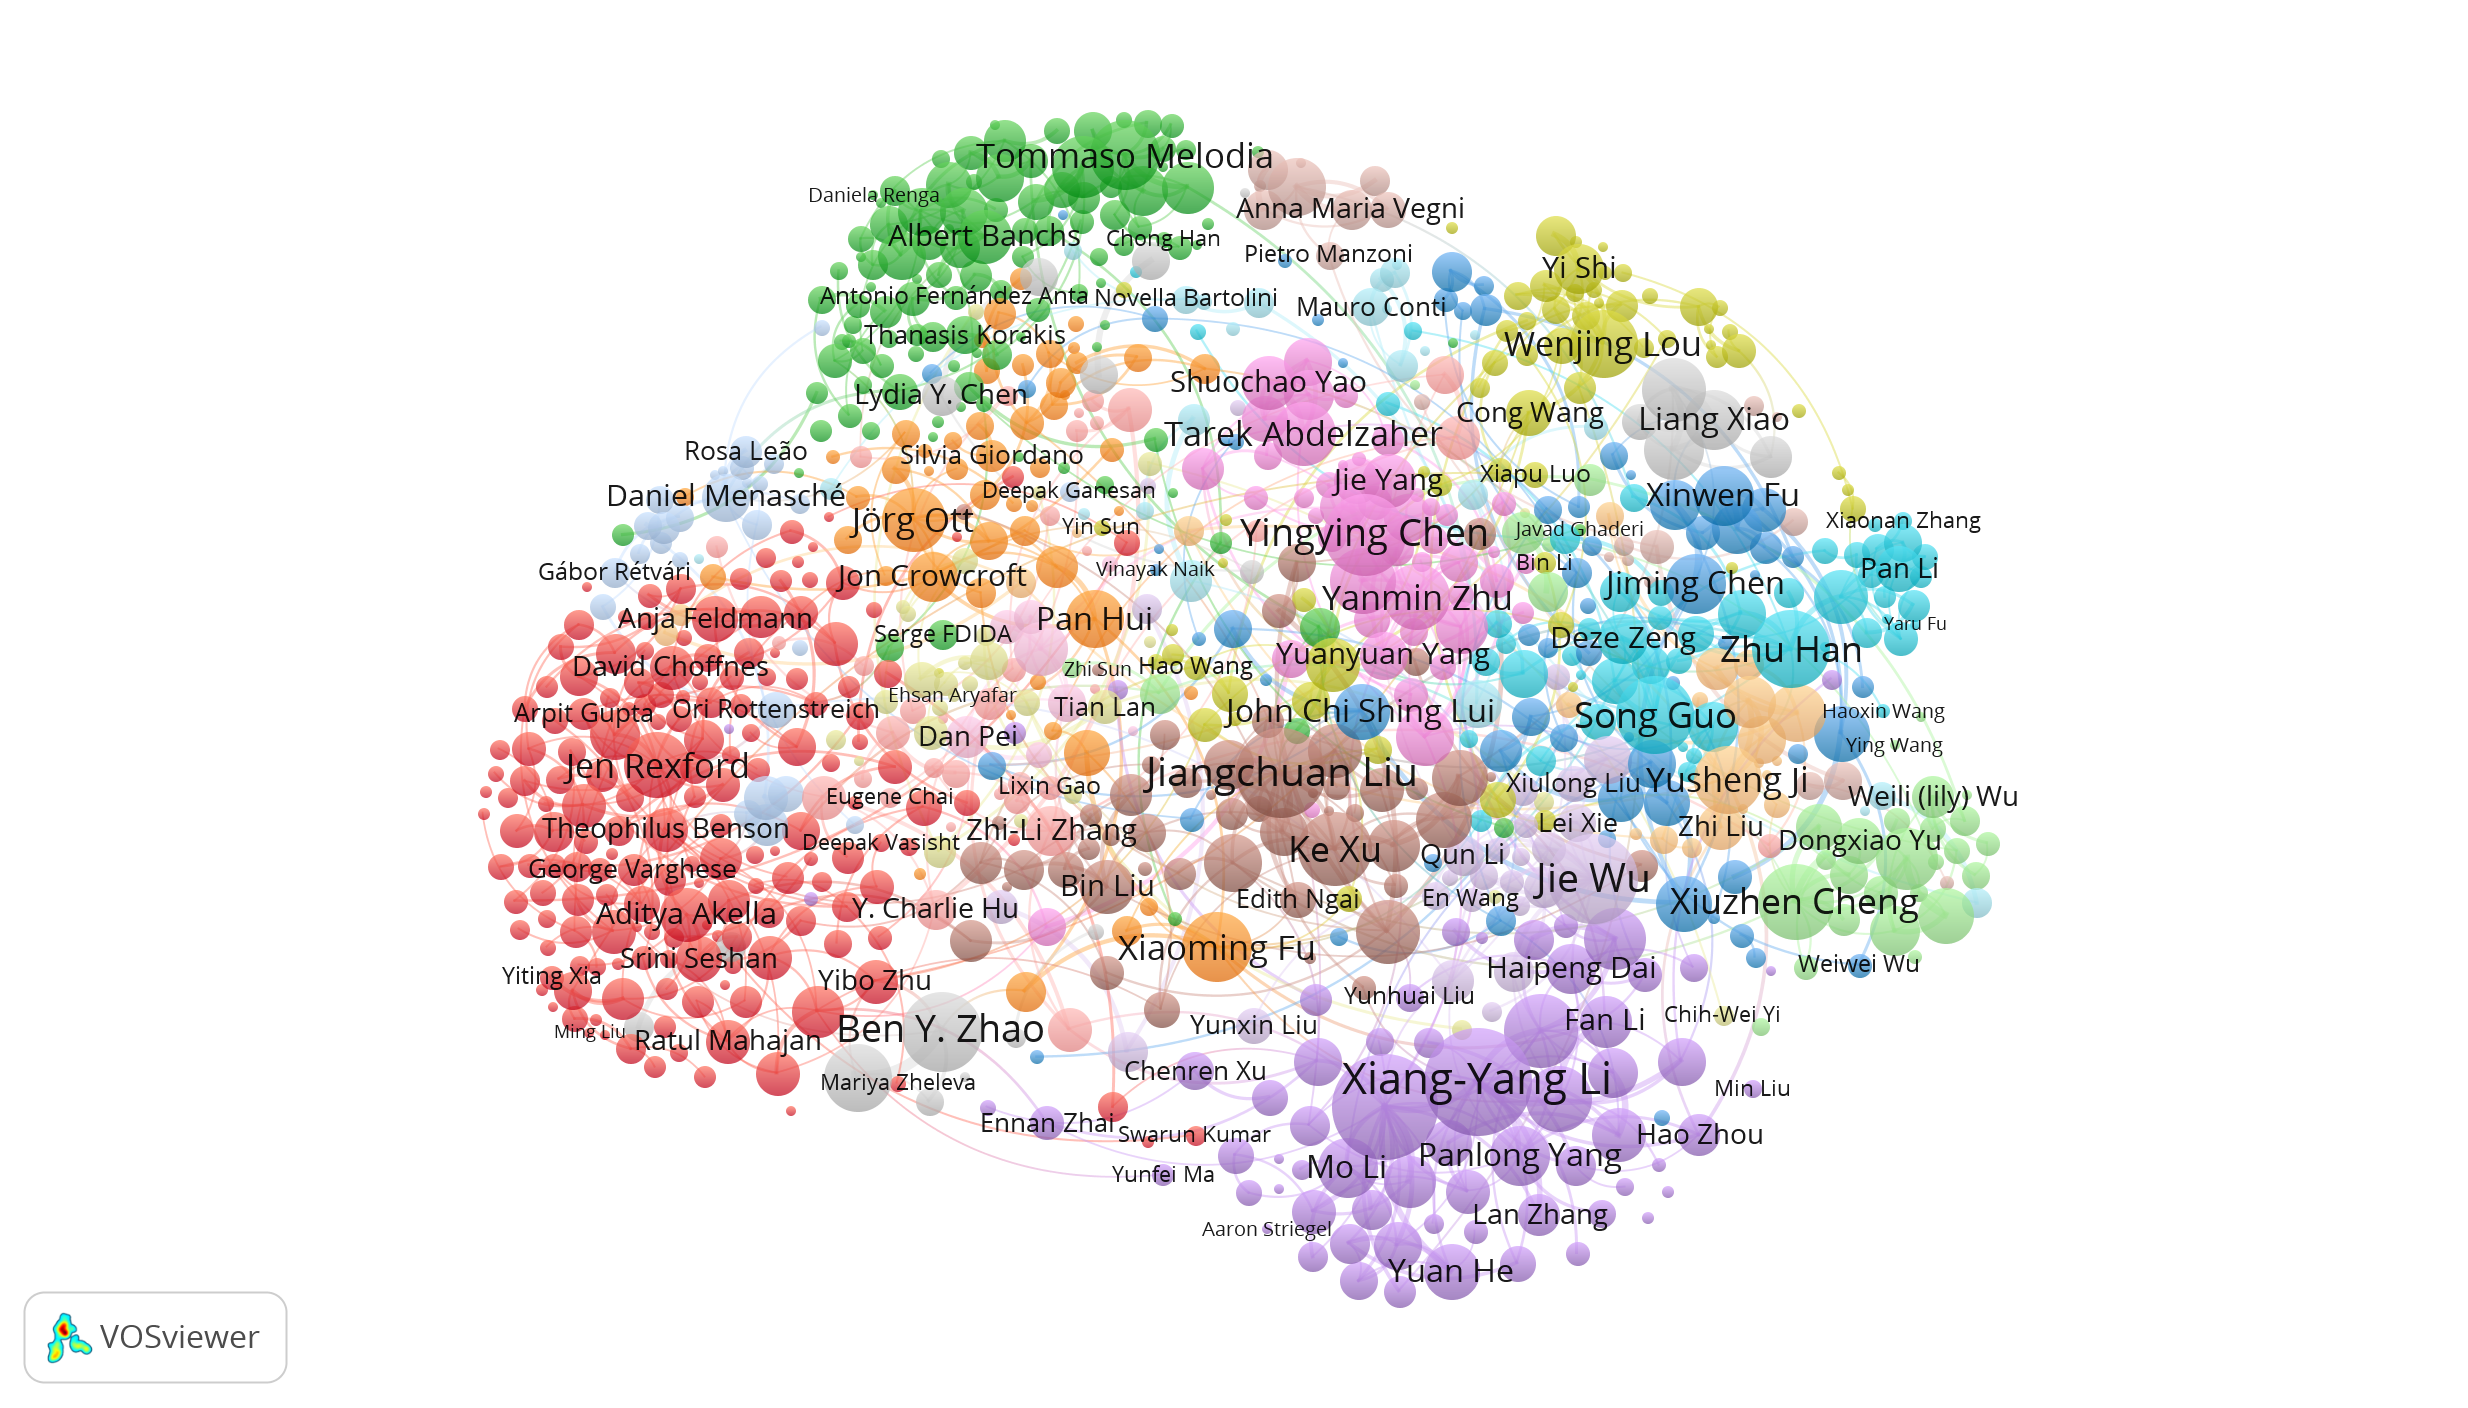 Tommaso Melodia
Daniela Renga
Anna Maria Vegni
Albert Banchs
Chong Han
Pietro Manzoni
Yi Shi
Antonio Fernández Anta
Novella Bartolini
Mauro Conti
Thanasis Korakis
Wenjing Lou
Shuochao Yao
Lydia Y. Chen
Cong Wang
Liang Xiao
Tarek Abdelzaher
Rosa Leão
Silvia Giordano
Xiapu Luo
Jie Yang
Daniel Menasché
Deepak Ganesan
Xinwen Fu
Jörg Ott
Yin Sun
Yingying Chen
Javad Ghaderi
Xiaonan Zhang
Bin Li
Gábor Rétvári
Jon Crowcroft
Vinayak Naik
Jiming Chen
Pan Li
Yanmin Zhu
Anja Feldmann
Pan Hui
Yaru Fu
Serge FDIDA
Deze Zeng
Zhu Han
Yuanyuan Yang
David Choffnes
Zhi Sun
Hao Wang
Ehsan Aryafar
Arpit Gupta
Ori Rottenstreich
Tian Lan
John Chi Shing Lui
Song Guo
Haoxin Wang
Dan Pei
Ying Wang
Jen Rexford
Jiangchuan Liu
Xiulong Liu
Yusheng Ji
Lixin Gao
Eugene Chai
Weili (lily) Wu
Theophilus Benson
Zhi-Li Zhang
Lei Xie
Zhi Liu
Deepak Vasisht
Dongxiao Yu
Ke Xu
Qun Li
George Varghese
Bin Liu
Jie Wu
Edith Ngai
En Wang
Xiuzhen Cheng
Aditya Akella
Y. Charlie Hu
Xiaoming Fu
Srini Seshan
Haipeng Dai
Weiwei Wu
Yiting Xia
Yibo Zhu
Yunhuai Liu
Ming Liu
Ratul Mahajan
Ben Y. Zhao
Yunxin Liu
Fan Li
Chih-Wei Yi
Mariya Zheleva
Chenren Xu
Xiang-Yang Li
Min Liu
Ennan Zhai
Swarun Kumar
Hao Zhou
Yunfei Ma
Mo Li
Panlong Yang
Aaron Striegel
Lan Zhang
Yuan He
VOSviewer